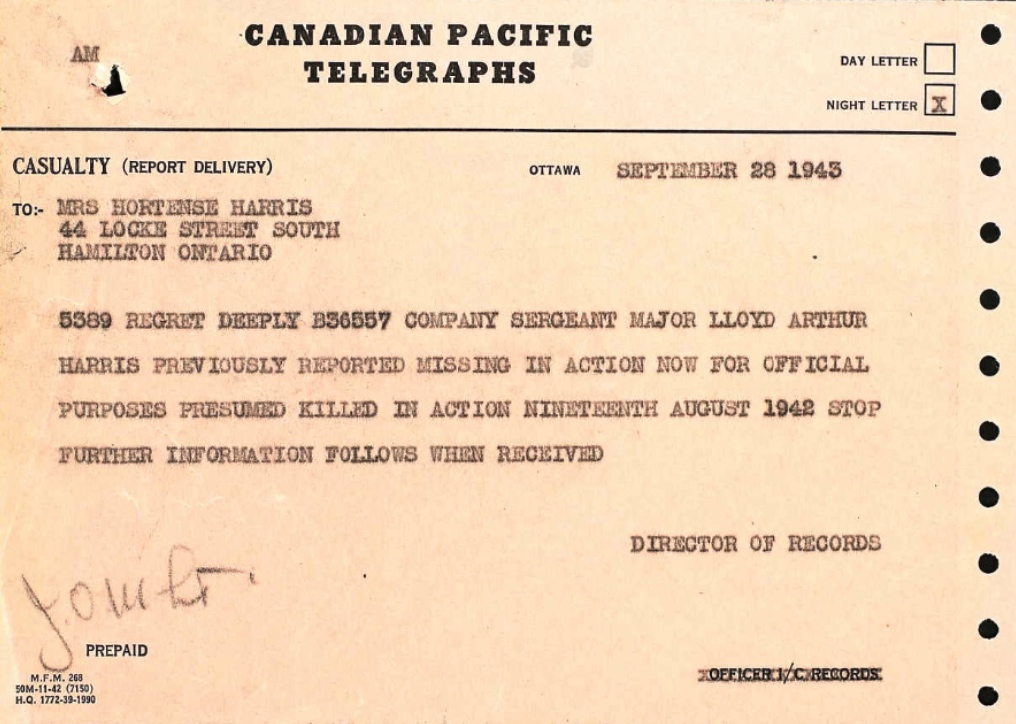 AM
CANADIAN PACIFIC
TELEGRAPHS
DAY LETTER
NIGHT LETTER X
CASUALTY (REPORT DELIVERY) OTTAWA SEPTEMBER 28 1943
TO:- MRS HORTENSE HARRIS
44 LOCKE STREET SOUTH
HAMILTON ONTARIO
5389 REGRET DEEPLY B36557 COMPANY SERGEANT MAJOR LLOYD ARTHUR
HARRIS PREVIOUSLY REPORTED MISSING IN ACTION NOW FOR OFFICIAL
PURPOSES PRESUMED KILLED IN ACTION NINETEENTH AUGUST 1942 STOP
FURTHER INFORMATION FOLLOWS WHEN RECEIVED
DIRECTOR OF RECORDS
PREPAID
OFFICER I/C RECORDS
M.F.M. 268
50M-11-42 (7150)
H.Q. 1772-39-1990